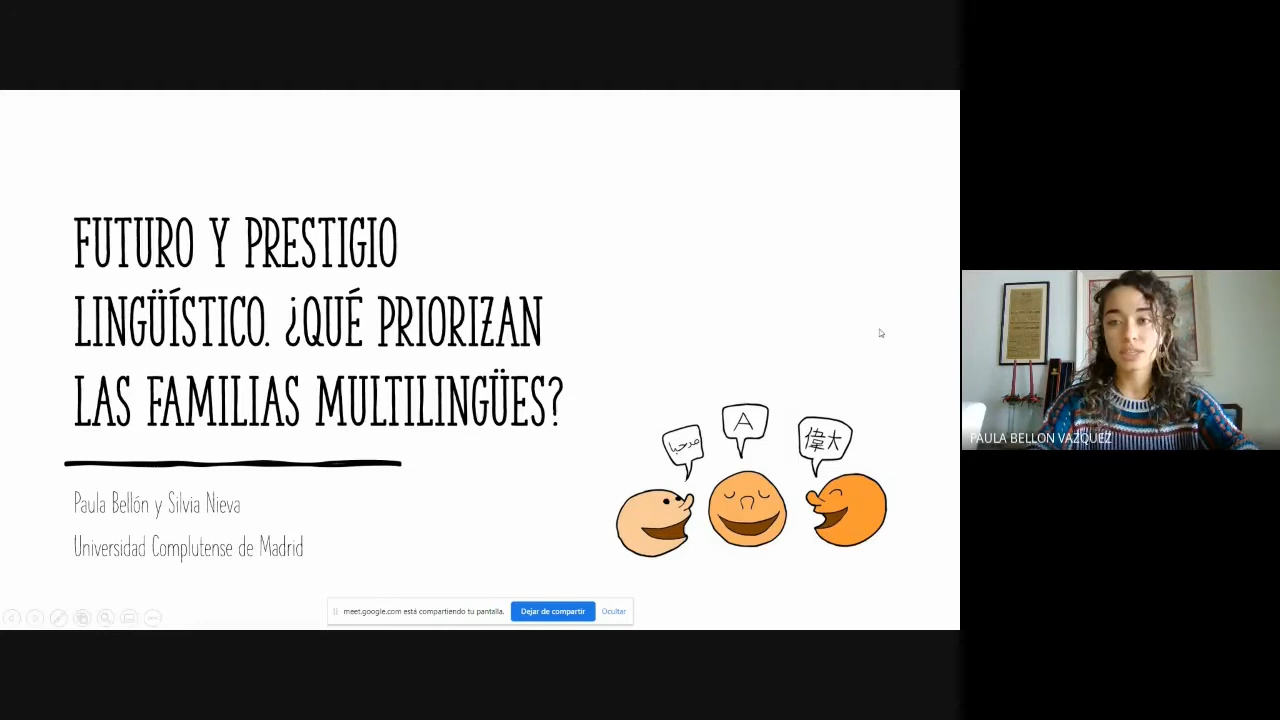 FUTURO Y PRESTIGIO
LINGÜÍSTICO. ¿QUÉ PRIORIZAN
LAS FAMILIAS MULTILINGÜES?
Paula Bellón y Silvia Nieva
Universidad Complutense de Madrid
مرحبا
A
偉大
meet.google.com está compartiendo tu pantalla.
Dejar de compartir
Ocultar
PAULA BELLON VAZQUEZ